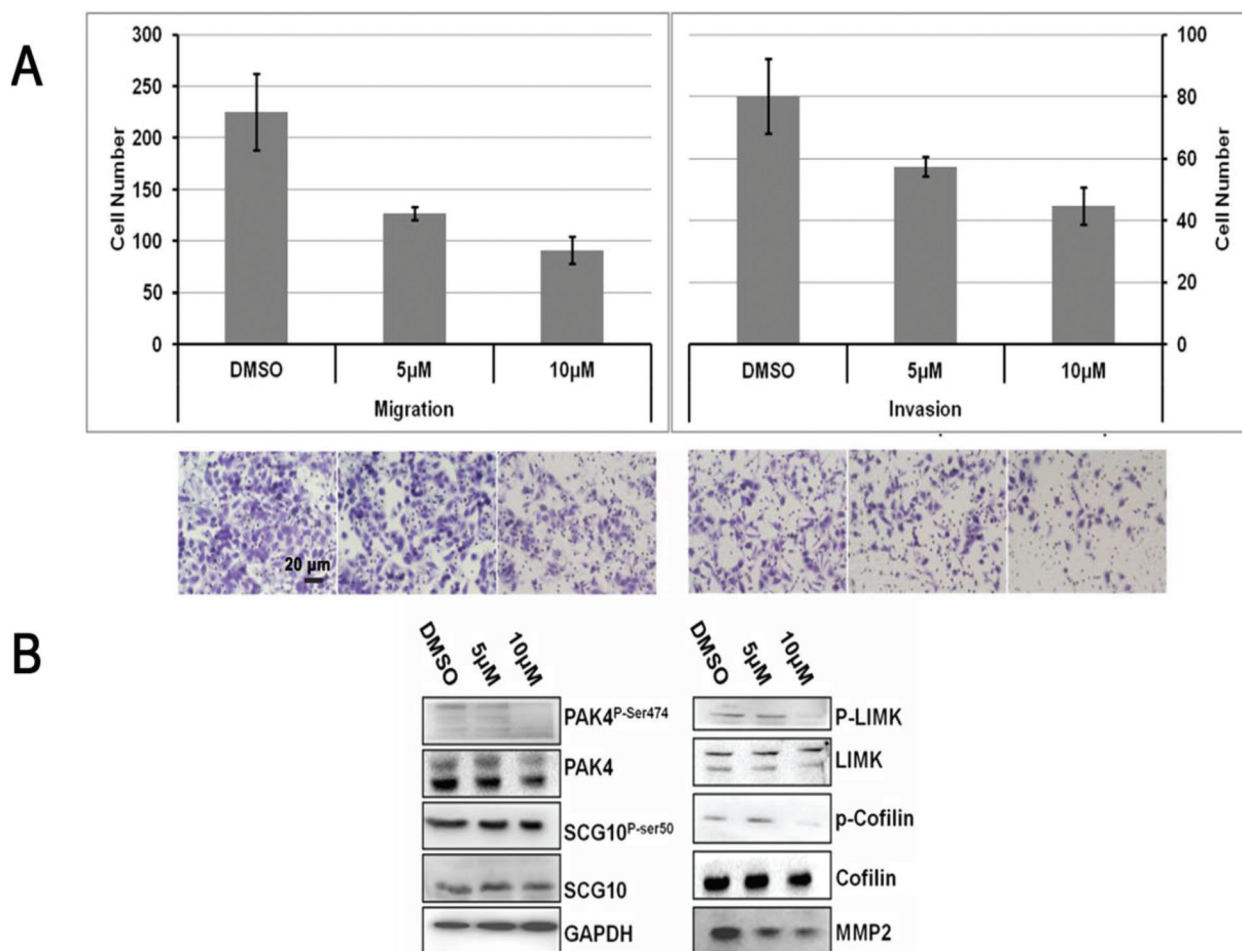 A
300
250
200
150
100
50
0
Cell Number
DMSO
5µM
10µM
Migration
100
80
60
40
20
0
Cell Number
DMSO
5µM
10µM
Invasion
20 µm
B
DMSO
5µM
10µM
PAK4P-Ser474
PAK4
SCG10P-ser50
SCG10
GAPDH
DMSO
5µM
10µM
P-LIMK
LIMK
p-Cofilin
Cofilin
MMP2